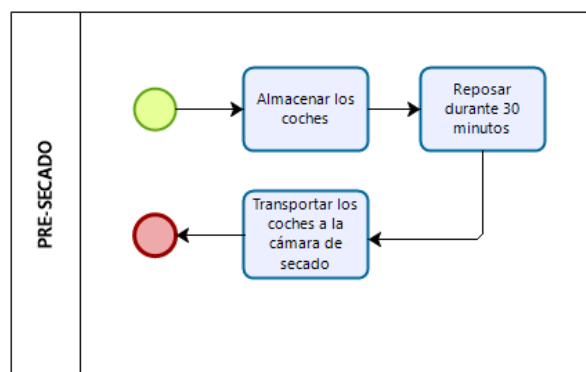 PRE-SECADO
Almacenar los
coches
Reposar
durante 30
minutos
Transportar los
coches a la
cámara de
secado